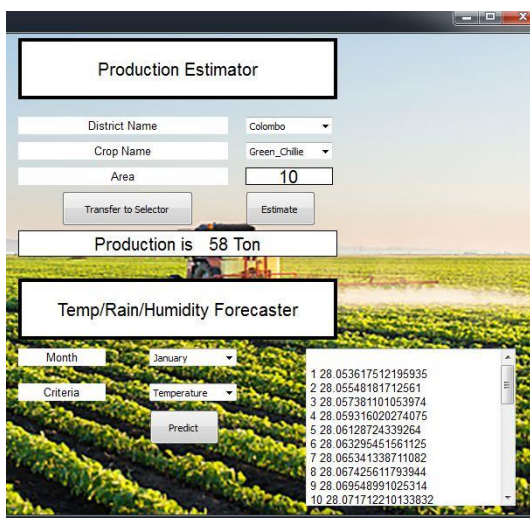 Production Estimator
District Name Colombo
Crop Name Green_Chillie
Area 10
Transfer to Selector Estimate
Production is 58 Ton
Temp/Rain/Humidity Forecaster
Month January
Criteria Temperature
Predict
1 28.053617512195935
2 28.05548181712561
3 28.057381101053974
4 28.059316020274075
5 28.06128724339264
6 28.063295451561125
7 28.065341338711082
8 28.067425611793944
9 28.069548991025314
10 28.071712210133832